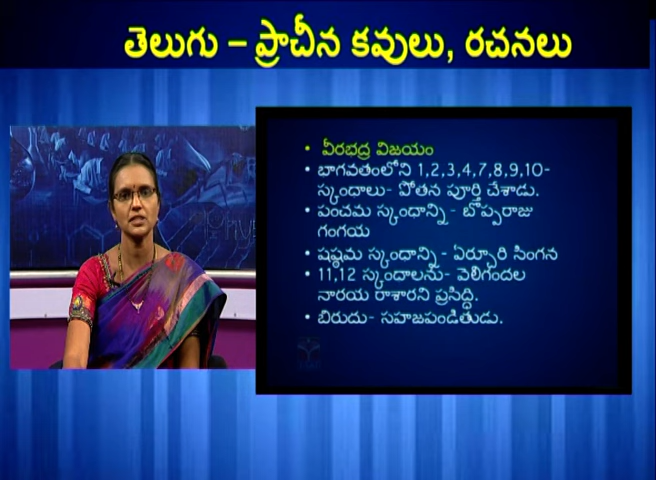 తెలుగు – ప్రాచీన కవులు, రచనలు
• వీరభద్ర విజయం
• బాగవతంలోని 1,2,3,4,7,8,9,10-
స్కందాలు- పోతన పూర్తి చేశాడు.
• పంచమ స్కందాన్ని - బొప్పరాజు
గంగయ
• షష్ఠమ స్కందాన్ని - ఏర్చూరి సింగన
• 11,12 స్కందాలను- వెలిగందల
నారయ రాశారని ప్రసిద్ధి.
• బిరుదు- సహజపండితుడు.